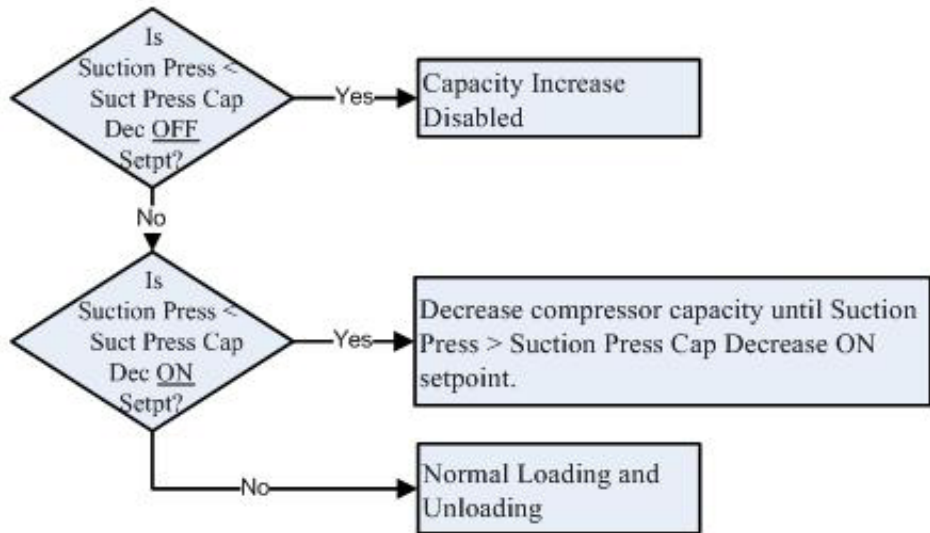 Is
Suction Press <
Suct Press Cap
Dec OFF
Setpt?
Yes
Capacity Increase
Disabled
No
Is
Suction Press <
Suct Press Cap
Dec ON
Setpt?
Yes
Decrease compressor capacity until Suction
Press > Suction Press Cap Decrease ON
setpoint.
No
Normal Loading and
Unloading